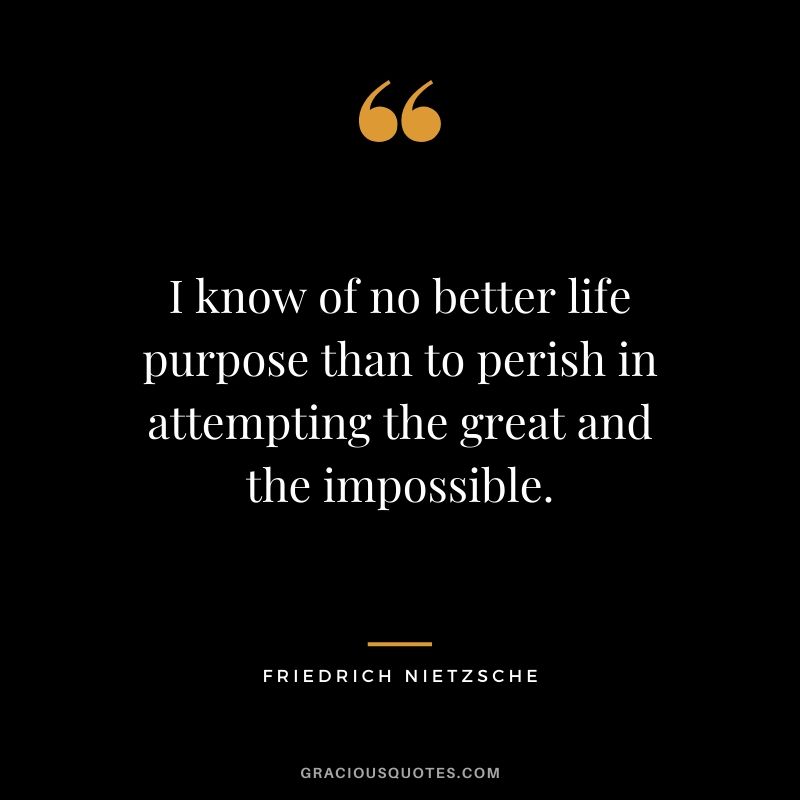 “
I know of no better life
purpose than to perish in
attempting the great and
the impossible.
FRIEDRICH NIETZSCHE
GRACIOUSQUOTES.COM